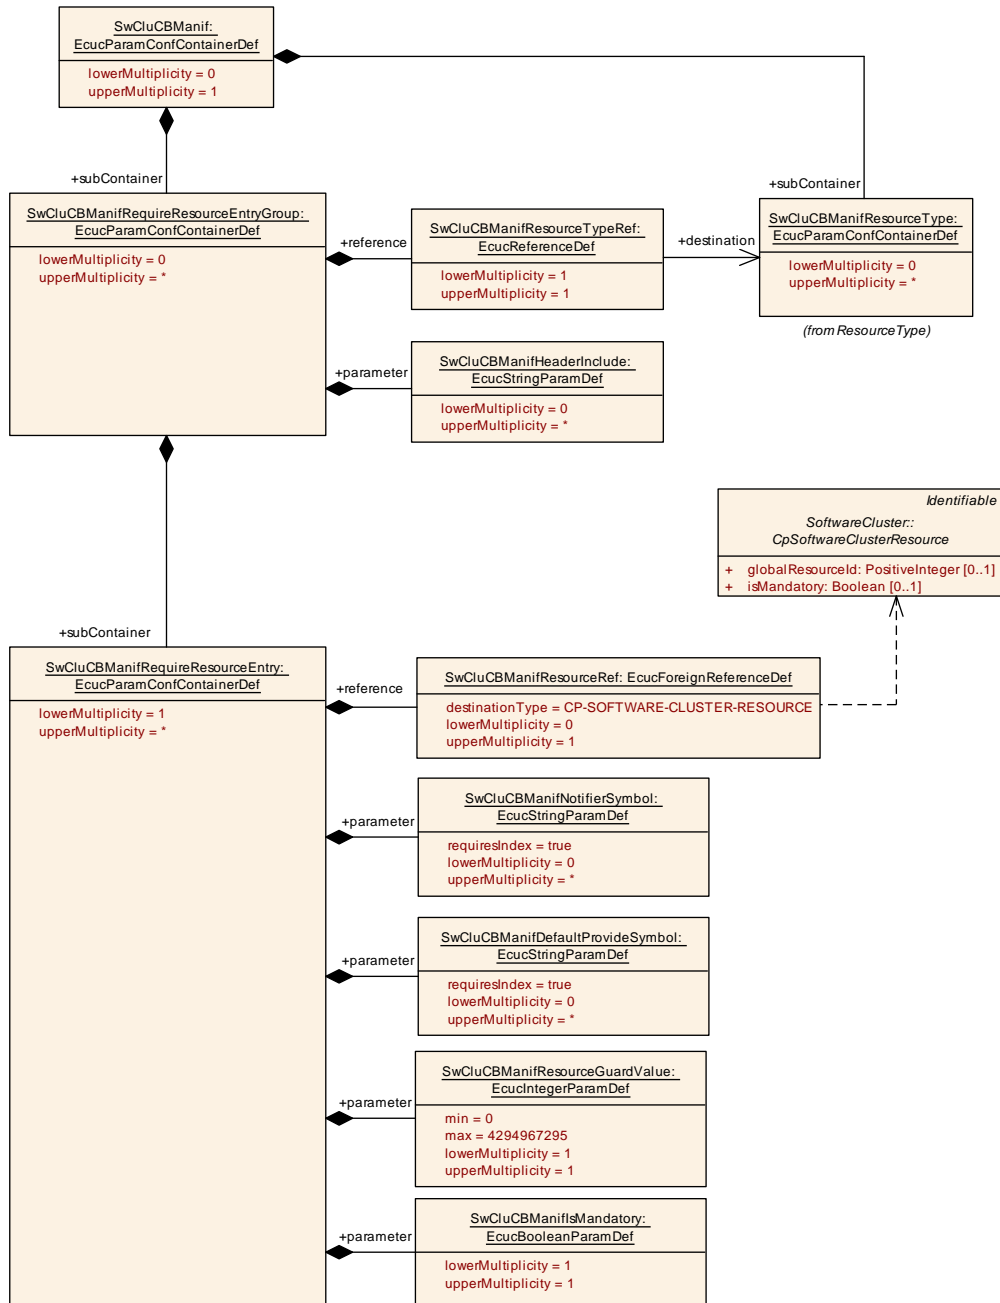 SwCluCBManif:
EcucParamConfContainerDef
lowerMultiplicity = 0
upperMultiplicity = 1
+subContainer
+subContainer
SwCluCBManifRequireResourceEntryGroup:
EcucParamConfContainerDef
lowerMultiplicity = 0
upperMultiplicity = *
+reference
SwCluCBManifResourceTypeRef:
EcucReferenceDef
lowerMultiplicity = 1
upperMultiplicity = 1
+destination
SwCluCBManifResourceType:
EcucParamConfContainerDef
lowerMultiplicity = 0
upperMultiplicity = *
(from ResourceType)
+parameter
SwCluCBManifHeaderInclude:
EcucStringParamDef
lowerMultiplicity = 0
upperMultiplicity = *
Identifiable
SoftwareCluster::
CpSoftwareClusterResource
+ globalResourceId: PositiveInteger [0..1]
+ isMandatory: Boolean [0..1]
+subContainer
SwCluCBManifRequireResourceEntry:
EcucParamConfContainerDef
lowerMultiplicity = 1
upperMultiplicity = *
+reference
SwCluCBManifResourceRef: EcucForeignReferenceDef
destinationType = CP-SOFTWARE-CLUSTER-RESOURCE
lowerMultiplicity = 0
upperMultiplicity = 1
+parameter
SwCluCBManifNotifierSymbol:
EcucStringParamDef
requiresIndex = true
lowerMultiplicity = 0
upperMultiplicity = *
+parameter
SwCluCBManifDefaultProvideSymbol:
EcucStringParamDef
requiresIndex = true
lowerMultiplicity = 0
upperMultiplicity = *
+parameter
SwCluCBManifResourceGuardValue:
EcucIntegerParamDef
min = 0
max = 4294967295
lowerMultiplicity = 1
upperMultiplicity = 1
+parameter
SwCluCBManifIsMandatory:
EcucBooleanParamDef
lowerMultiplicity = 1
upperMultiplicity = 1